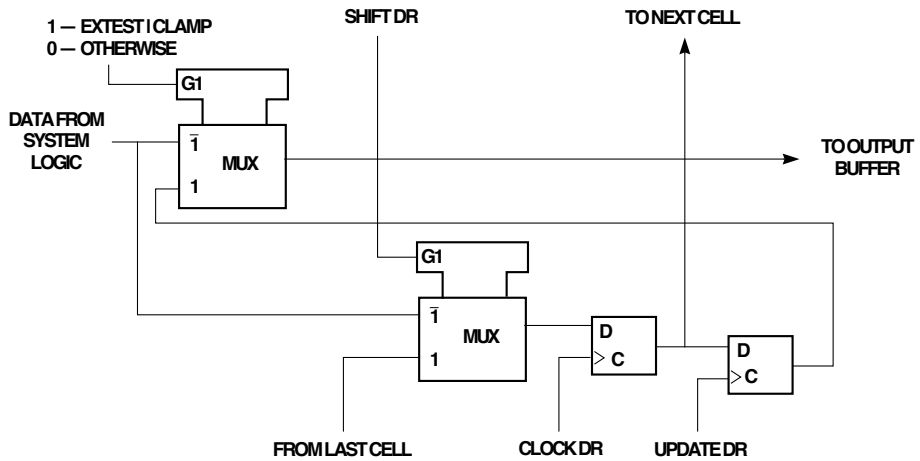 1 — EXTEST | CLAMP
0 — OTHERWISE
SHIFT DR
TO NEXT CELL
G1
DATA FROM
SYSTEM
LOGIC
1̅
MUX
1
TO OUTPUT
BUFFER
G1
1̅
MUX
1
D
C
D
C
FROM LAST CELL
CLOCK DR
UPDATE DR